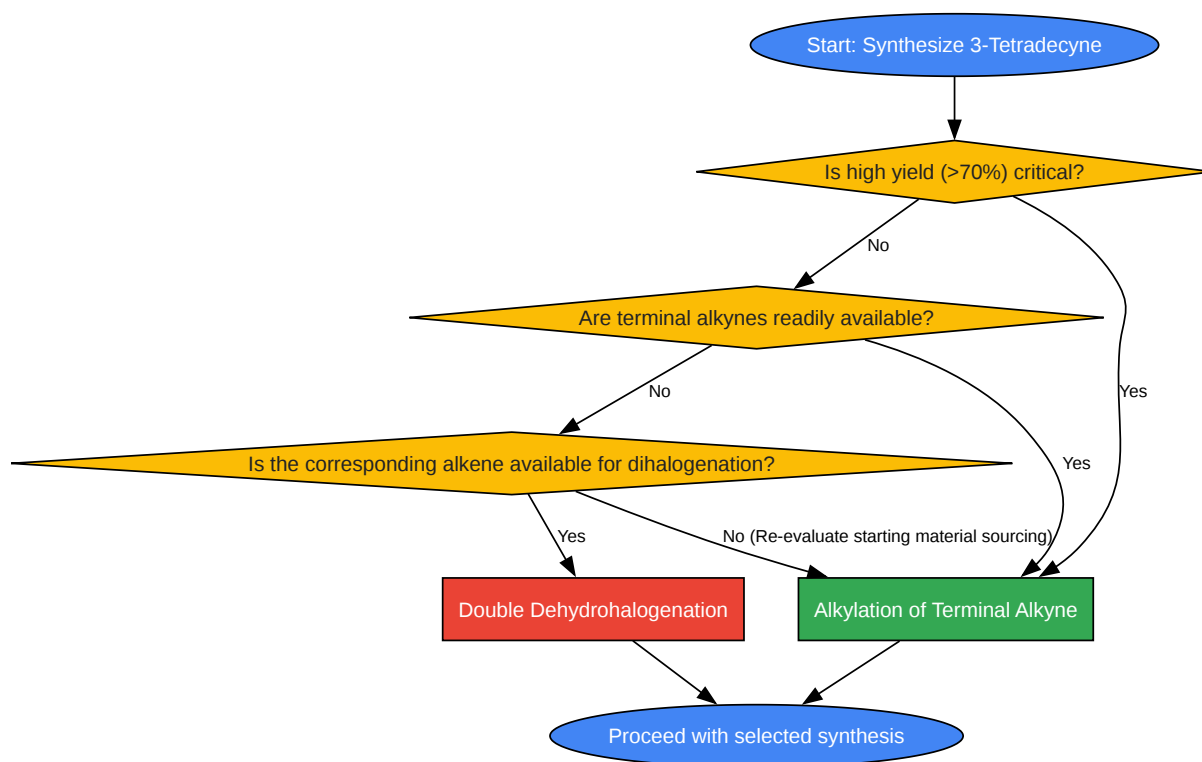 Start: Synthesize 3-Tetradecyne
Is high yield (>70%) critical?
No
Are terminal alkynes readily available?
No
Yes
Is the corresponding alkene available for dihalogenation?
Yes
Yes
No (Re-evaluate starting material sourcing)
Double Dehydrohalogenation
Alkylation of Terminal Alkyne
Proceed with selected synthesis